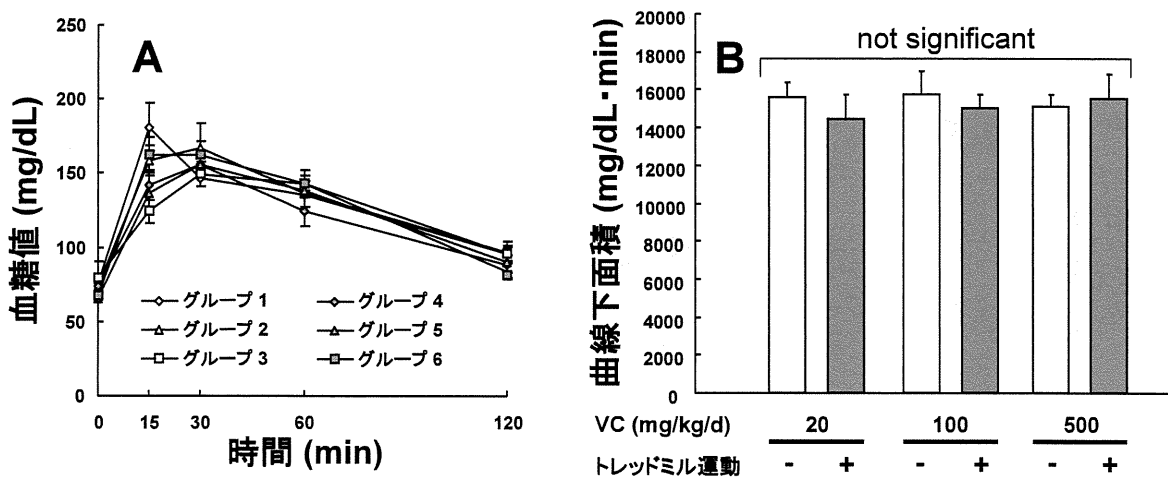 A
血糖値 (mg/dL)
250
200
150
100
50
0
グループ 1
グループ 4
グループ 2
グループ 5
グループ 3
グループ 6
0 15 30 60 120
時間 (min)
B
not significant
曲線下面積 (mg/dL・min)
20000
18000
16000
14000
12000
10000
8000
6000
4000
2000
0
VC (mg/kg/d) 20 100 500
トレッドミル運動 - + - + - +